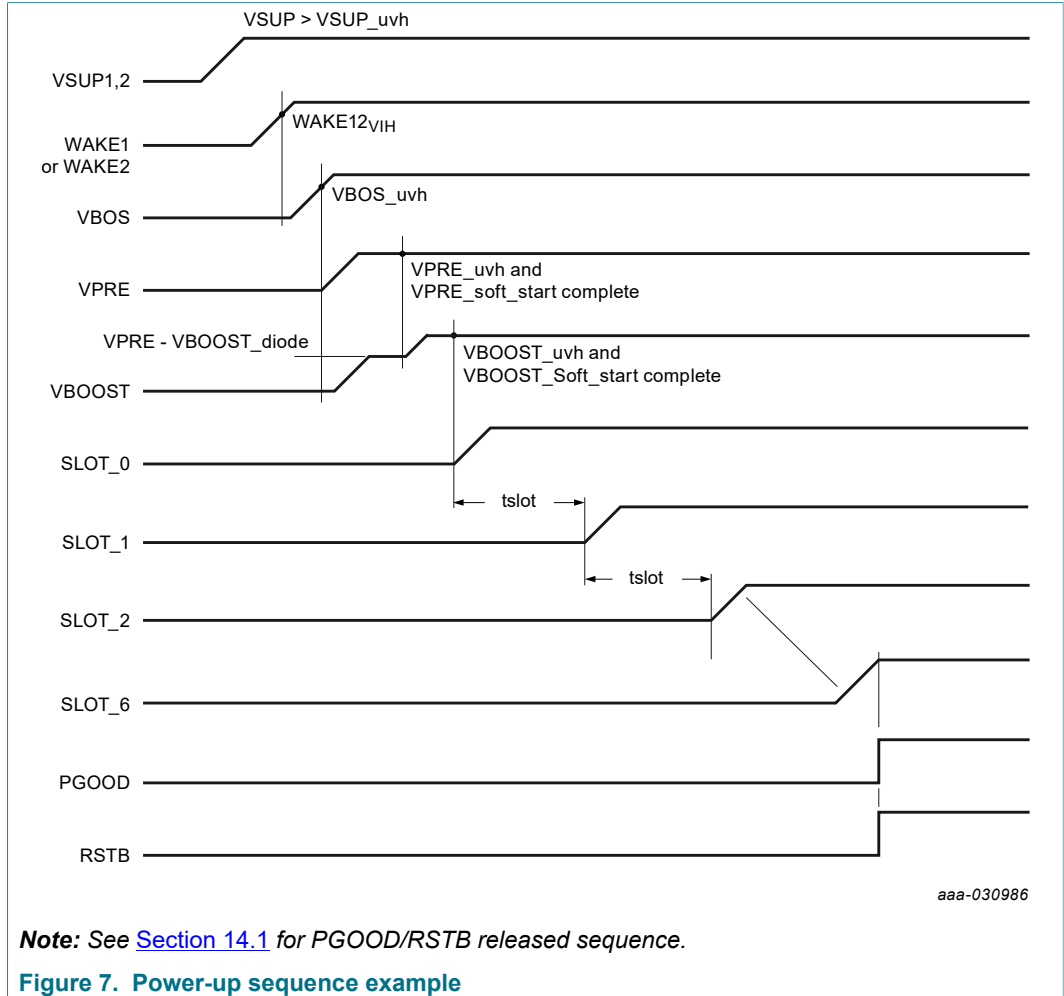 VSUP > VSUP_uvh
VSUP1,2
WAKE12VIH
WAKE1
or WAKE2
VBOS_uvh
VBOS
VPRE_uvh and
VPRE_soft_start complete
VPRE
VPRE - VBOOST_diode
VBOOST_uvh and
VBOOST_Soft_start complete
VBOOST
SLOT_0
tslot
SLOT_1
tslot
SLOT_2
SLOT_6
PGOOD
RSTB
aaa-030986
Note: See Section 14.1 for PGOOD/RSTB released sequence.
Figure 7. Power-up sequence example